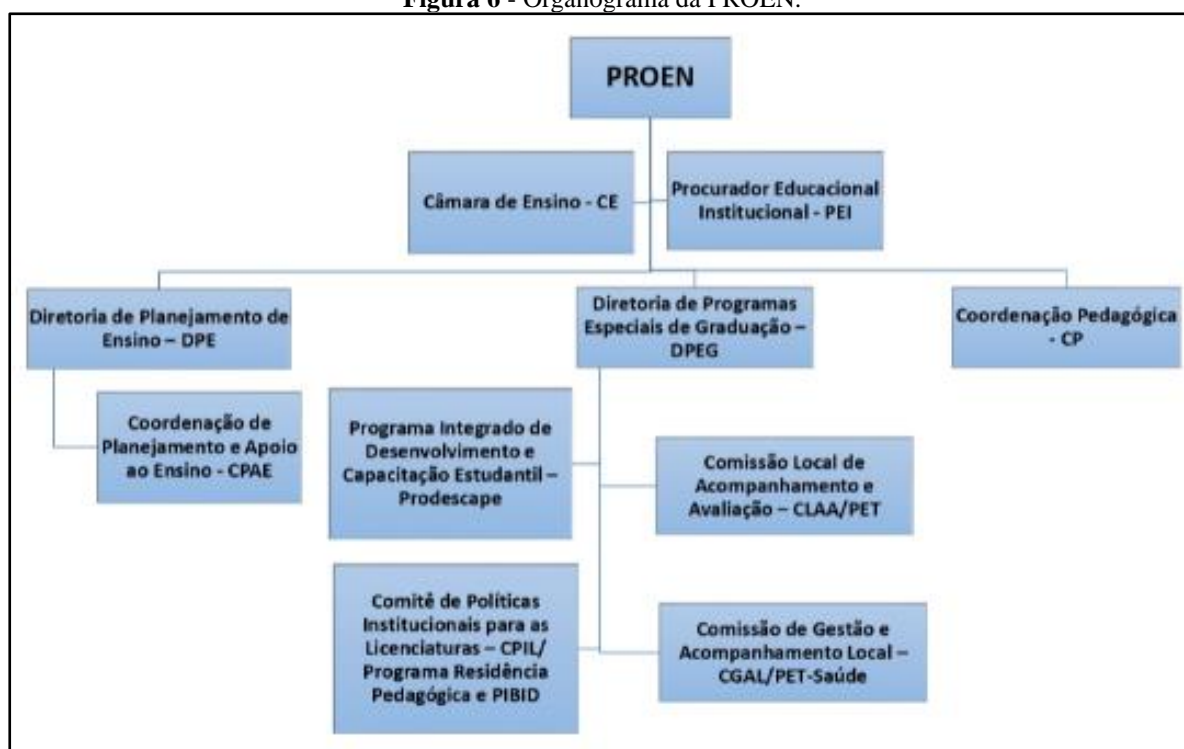 Figura 6 - Organograma da PROEN.
PROEN
Câmara de Ensino - CE
Procurador Educacional
Institucional - PEI
Diretoria de Planejamento de
Ensino – DPE
Diretoria de Programas
Especiais de Graduação –
DPEG
Coordenação Pedagógica
- CP
Coordenação de
Planejamento e Apoio
ao Ensino - CPAE
Programa Integrado de
Desenvolvimento e
Capacitação Estudantil –
Prodescape
Comissão Local de
Acompanhamento e
Avaliação – CLAA/PET
Comitê de Políticas
Institucionais para as
Licenciaturas – CPIL/
Programa Residência
Pedagógica e PIBID
Comissão de Gestão e
Acompanhamento Local –
CGAL/PET-Saúde